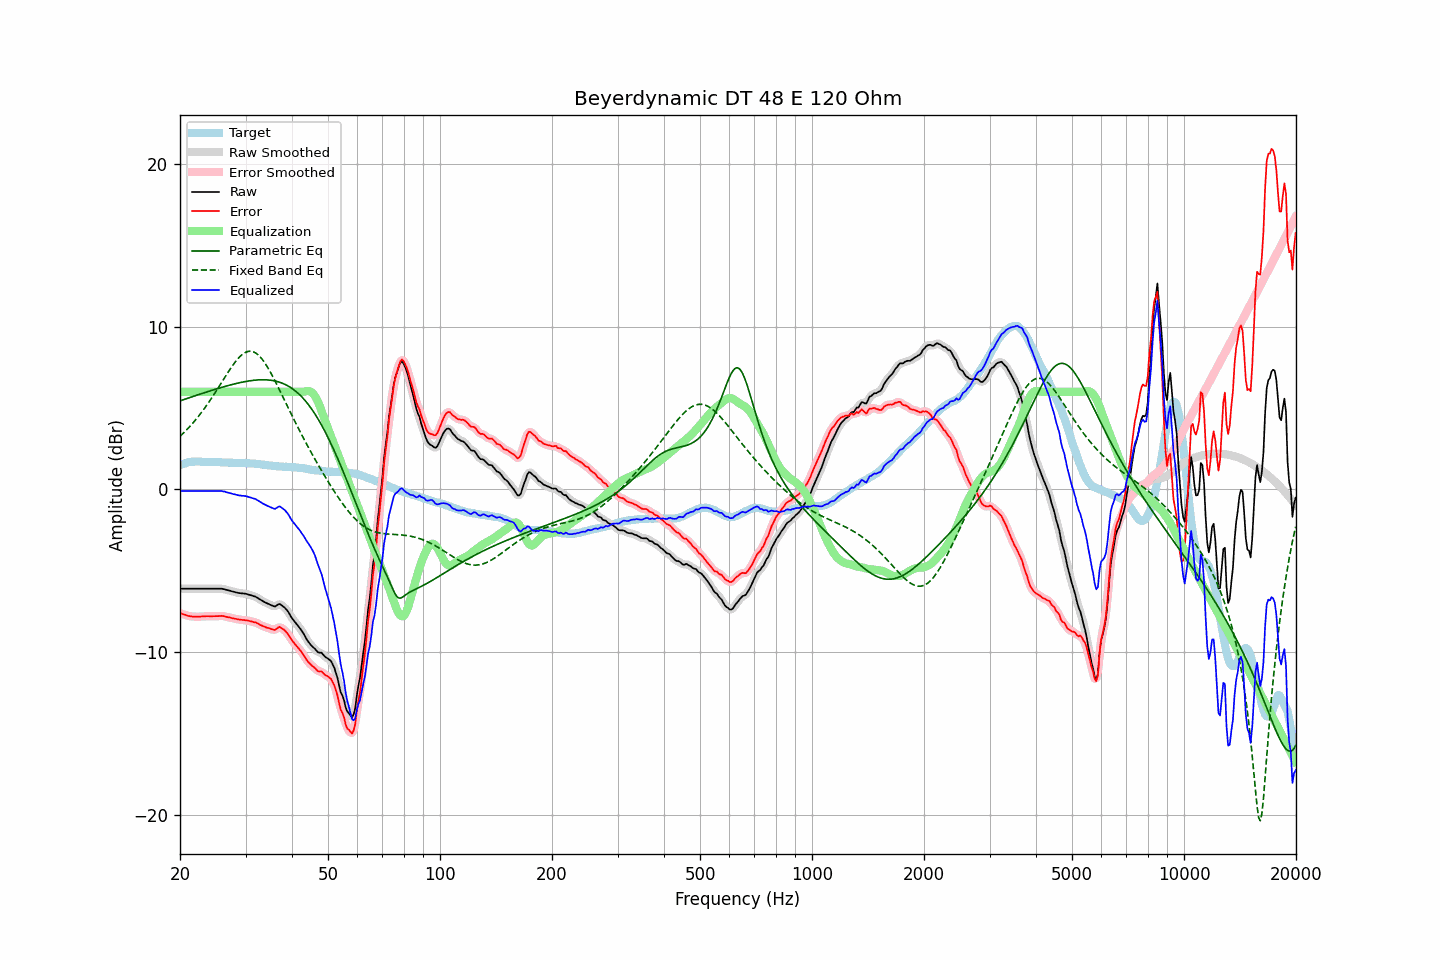 Beyerdynamic DT 48 E 120 Ohm
Target
Raw Smoothed
Error Smoothed
Raw
Error
Equalization
Parametric Eq
Fixed Band Eq
Equalized
Amplitude (dBr)
20
10
0
−10
−20
20 50 100 200 500 1000 2000 5000 10000 20000
Frequency (Hz)